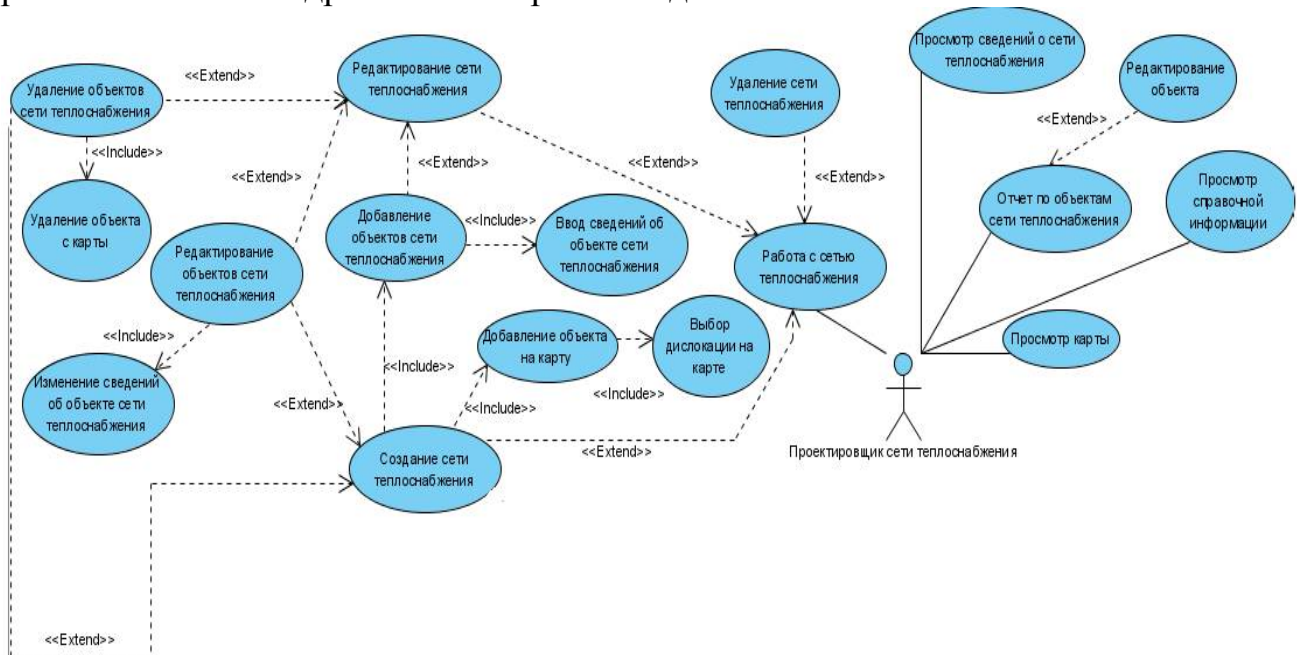 Просмотр сведений о сети
теплоснабжения
Редактирование сети
теплоснабжения
Удаление сети
теплоснабжения
Редактирование
объекта
<<Extend>>
Удаление объектов
сети теплоснабжения
<<Extend>>
<<Include>>
<<Extend>>
<<Extend>>
<<Extend>>
<<Extend>>
Просмотр
справочной
информации
Отчет по объектам
сети теплоснабжения
Удаление объекта
с карты
Добавление
объектов сети
теплоснабжения
<<Include>>
Ввод сведений об
объекте сети
теплоснабжения
Редактирование
объектов сети
теплоснабжения
Работа с сетью
теплоснабжения
<<Include>>
Добавление объекта
на карту
Выбор
дислокации на
карте
Просмотр карты
Изменение сведений
об объекте сети
теплоснабжения
<<Include>>
<<Include>>
<<Extend>>
<<Include>>
<<Extend>>
Проектировщик сети теплоснабжения
Создание сети
теплоснабжения
<<Extend>>